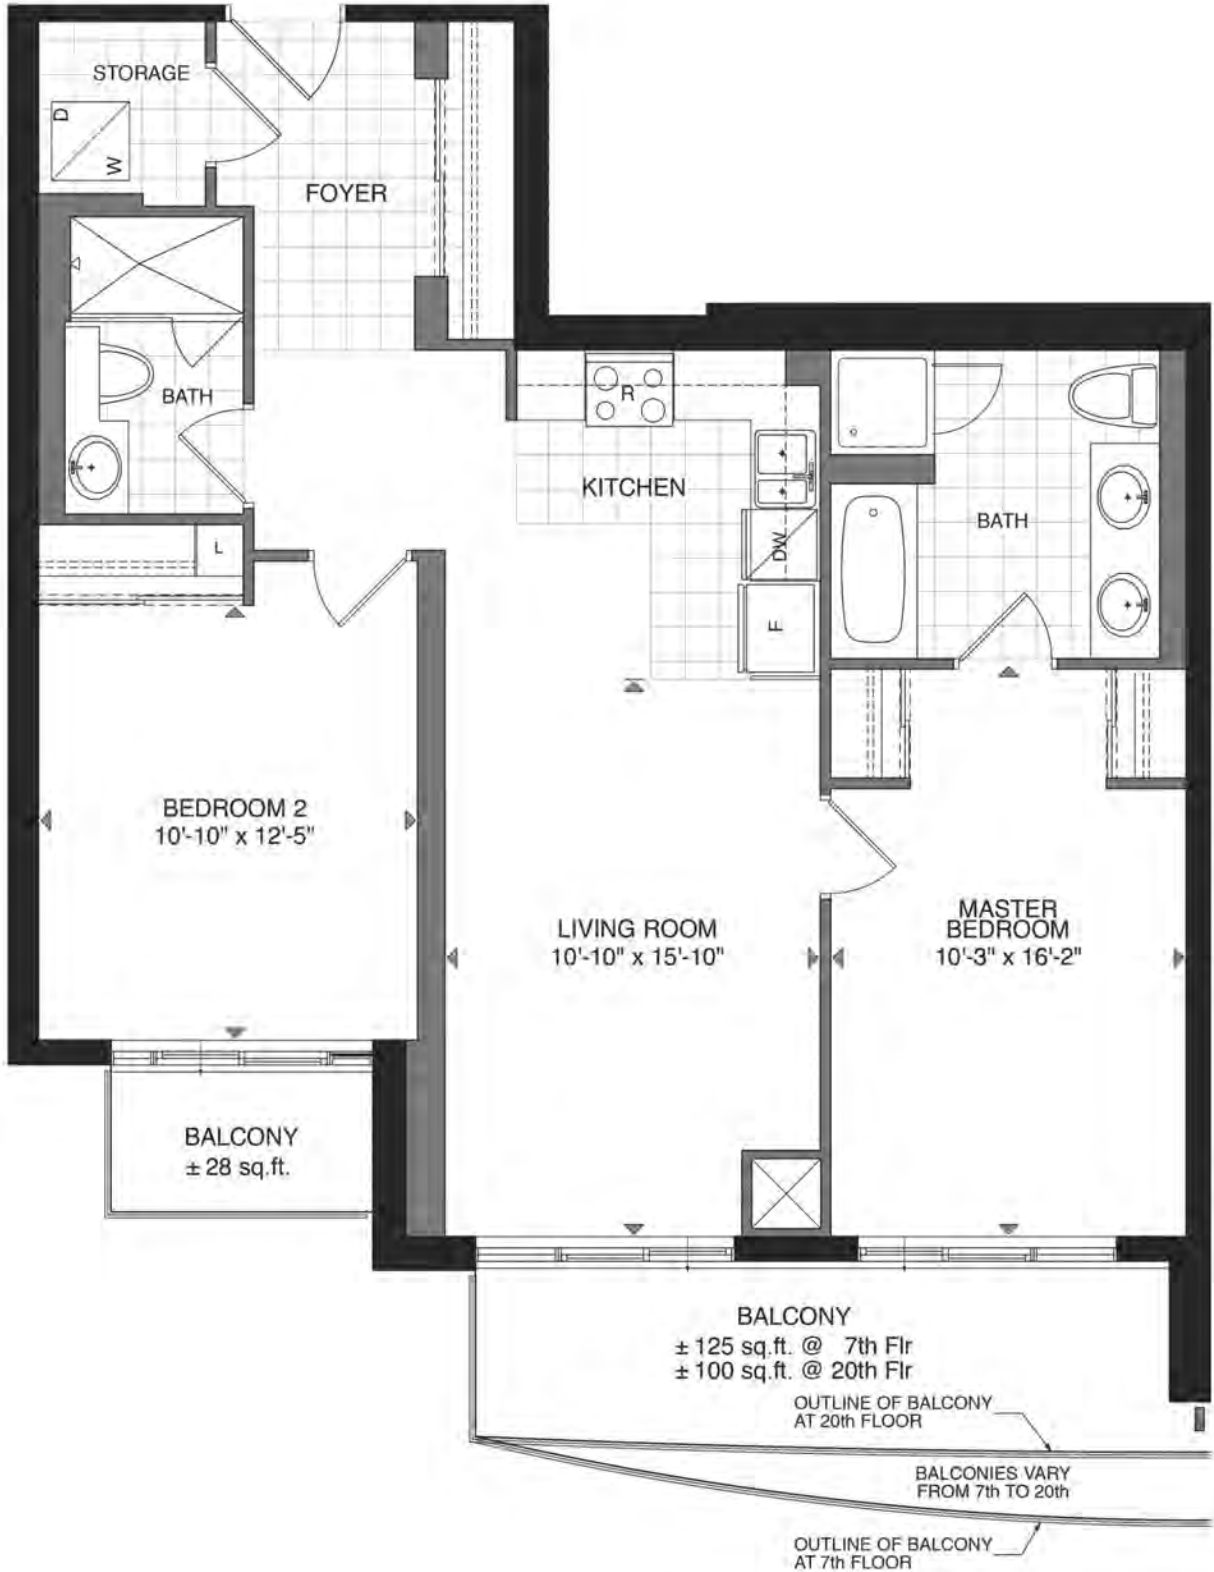 STORAGE
D
W
FOYER
BATH
R
KITCHEN
DW
F
BATH
L
BEDROOM 2
10'-10" x 12'-5"
LIVING ROOM
10'-10" x 15'-10"
MASTER
BEDROOM
10'-3" x 16'-2"
BALCONY
± 28 sq.ft.
BALCONY
± 125 sq.ft. @ 7th Flr
± 100 sq.ft. @ 20th Flr
OUTLINE OF BALCONY
AT 20th FLOOR
BALCONIES VARY
FROM 7th TO 20th
OUTLINE OF BALCONY
AT 7th FLOOR